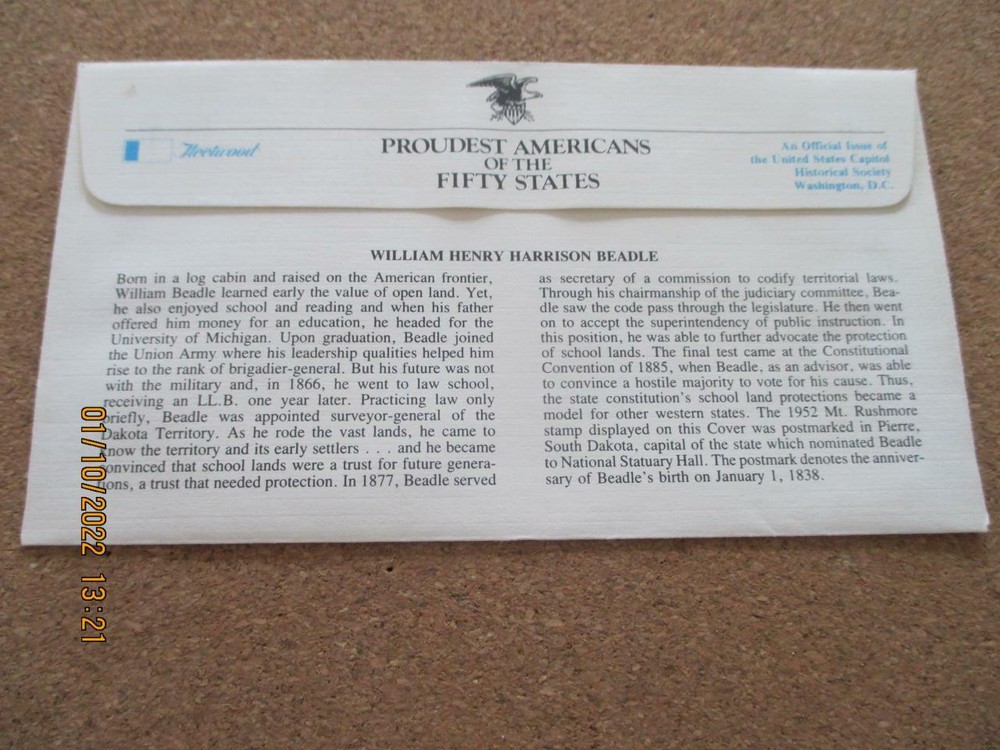 Fleetwood
PROUDEST AMERICANS
OF THE
FIFTY STATES
An Official Issue of
the United States Capitol
Historical Society
Washington, D.C.
WILLIAM HENRY HARRISON BEADLE
Born in a log cabin and raised on the American frontier,
William Beadle learned early the value of open land. Yet,
he also enjoyed school and reading and when his father
offered him money for an education, he headed for the
University of Michigan. Upon graduation, Beadle joined
the Union Army where his leadership qualities helped him
rise to the rank of brigadier-general. But his future was not
with the military and, in 1866, he went to law school,
receiving an LL.B. one year later. Practicing law only
briefly, Beadle was appointed surveyor-general of the
Dakota Territory. As he rode the vast lands, he came to
know the territory and its early settlers . . . and he became
convinced that school lands were a trust for future genera-
tions, a trust that needed protection. In 1877, Beadle served
as secretary of a commission to codify territorial laws.
Through his chairmanship of the judiciary committee, Bea-
dle saw the code pass through the legislature. He then went
on to accept the superintendency of public instruction. In
this position, he was able to further advocate the protection
of school lands. The final test came at the Constitutional
Convention of 1885, when Beadle, as an advisor, was able
to convince a hostile majority to vote for his cause. Thus,
the state constitution's school land protections became a
model for other western states. The 1952 Mt. Rushmore
stamp displayed on this Cover was postmarked in Pierre,
South Dakota, capital of the state which nominated Beadle
to National Statuary Hall. The postmark denotes the anniver-
sary of Beadle's birth on January 1, 1838.
01/10/2022 13:21